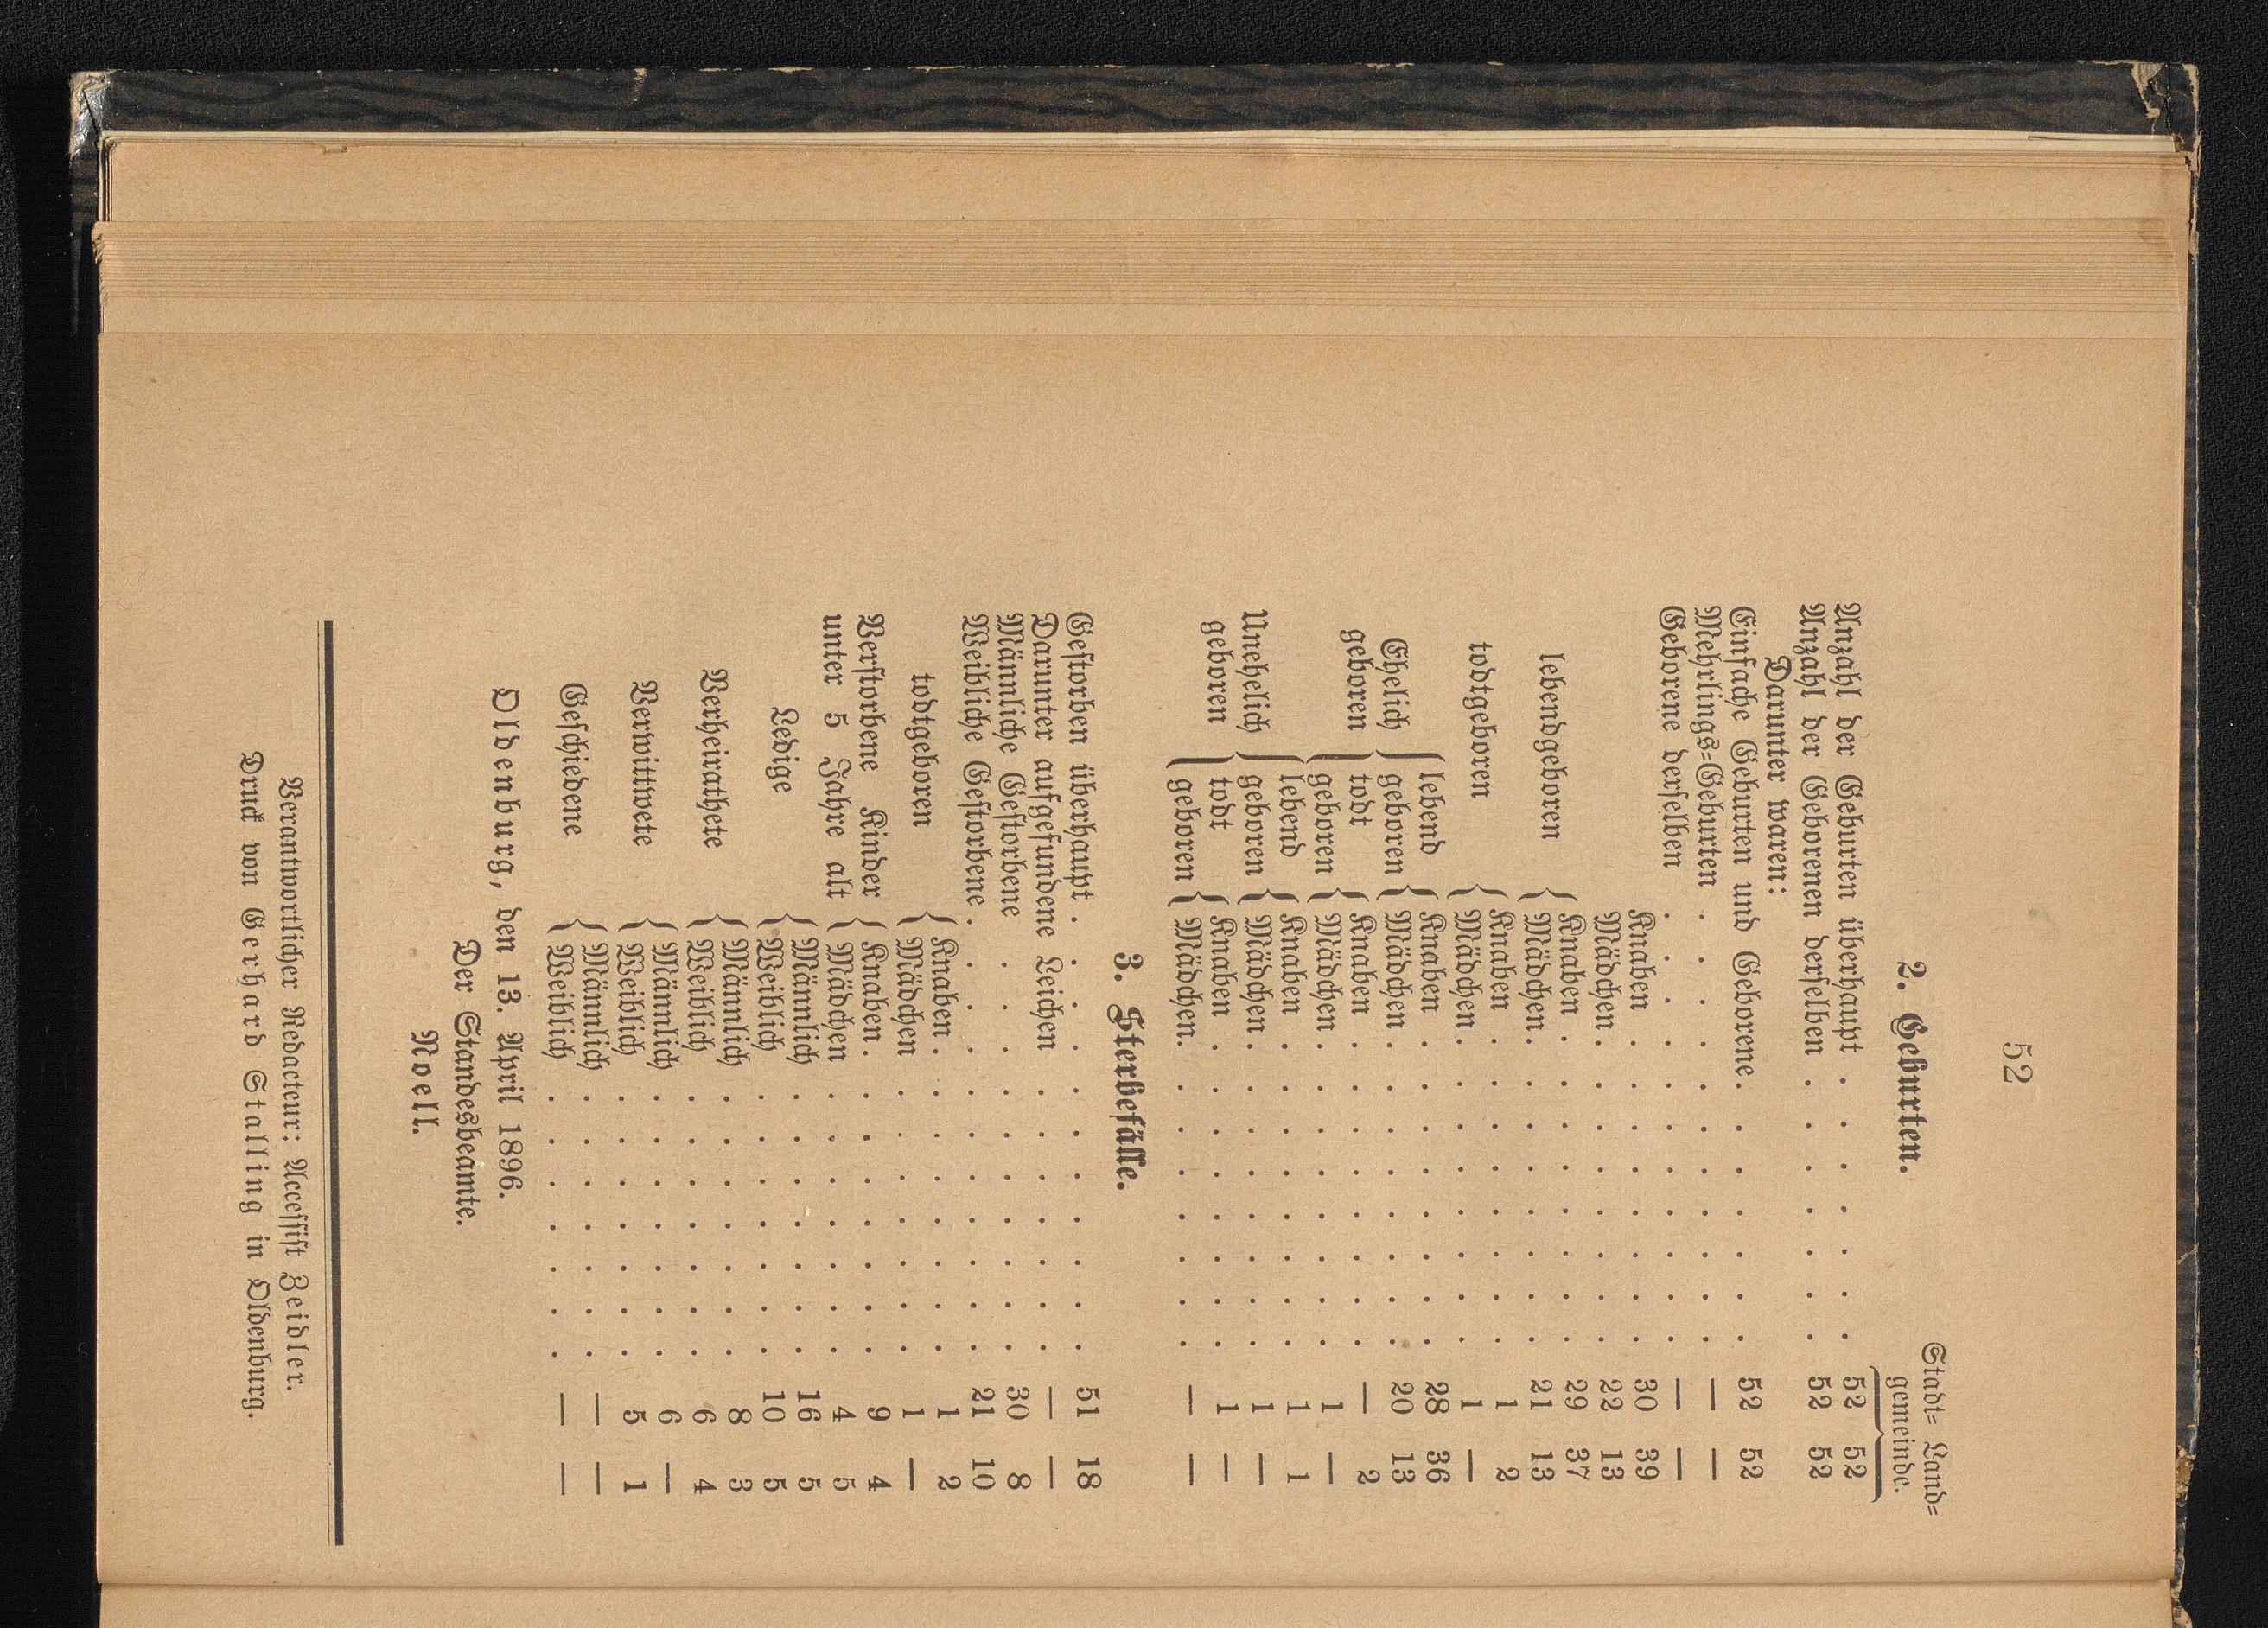 52
Stadt= Land=
gemeinde.
2. Geburten.
Anzahl der Geburten überhaupt . . . . . . . 52 52
Anzahl der Geborenen derselben . . . . . . . 52 52
Darunter waren:
Einfache Geburten und Geborene . . . . . . . 52 52
Mehrlings=Geburten . . . . . . . . . . . — —
Geborene derselben . . . . . . . . . . . — —
Knaben . . . . . . . . 30 39
Mädchen . . . . . . . . 22 13
lebendgeboren { Knaben . . . . . . . . 29 37
Mädchen . . . . . . . . 21 13
todtgeboren { Knaben . . . . . . . . 1 2
Mädchen . . . . . . . . 1 —
Ehelich { lebend { Knaben . . . . . . . . 28 36
geboren Mädchen . . . . . . . . 20 13
geboren { todt { Knaben . . . . . . . . — 2
geboren Mädchen . . . . . . . . 1 —
Unehelich { lebend { Knaben . . . . . . . . 1 1
geboren Mädchen . . . . . . . . 1 —
geboren { todt { Knaben . . . . . . . . 1 —
geboren Mädchen . . . . . . . . — —
3. Sterbefälle.
Gestorben überhaupt . . . . . . . . . . . 51 18
Darunter aufgefundene Leichen . . . . . . . — —
Männliche Gestorbene . . . . . . . . . . 30 8
Weibliche Gestorbene . . . . . . . . . . . 21 10
todtgeboren { Knaben . . . . . . . . 1 2
Mädchen . . . . . . . 1 —
Verstorbene Kinder { Knaben . . . . . . . . 9 4
unter 5 Jahre alt Mädchen . . . . . . . 4 5
Ledige { Männlich . . . . . . . 16 5
Weiblich . . . . . . . 10 5
Verheirathete { Männlich . . . . . . . 8 3
Weiblich . . . . . . . 6 4
Verwittwete { Männlich . . . . . . . 6 —
Weiblich . . . . . . . 5 1
Geschiedene { Männlich . . . . . . . — —
Weiblich . . . . . . . — —
Oldenburg, den 13. April 1896.
Der Standesbeamte.
Noell.
Verantwortlicher Redacteur: Accessist Zeidler.
Druck von Gerhard Stalling in Oldenburg.